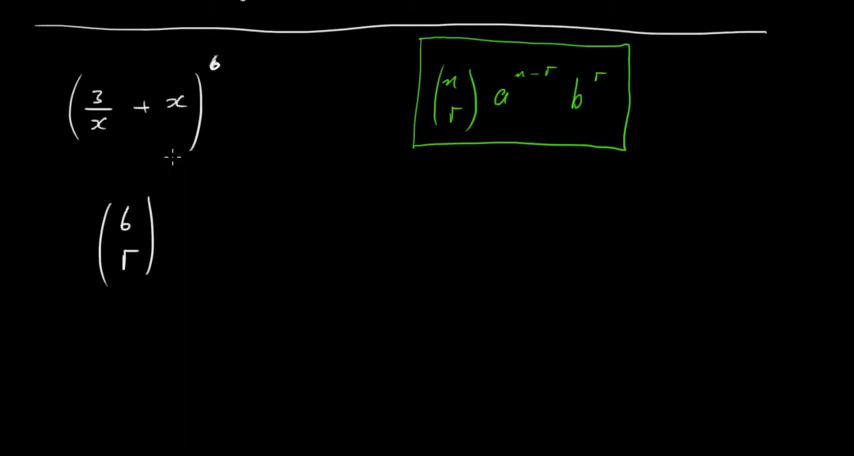 (3/x + x)^6
(n r) a^(n-r) b^r
(6 r)